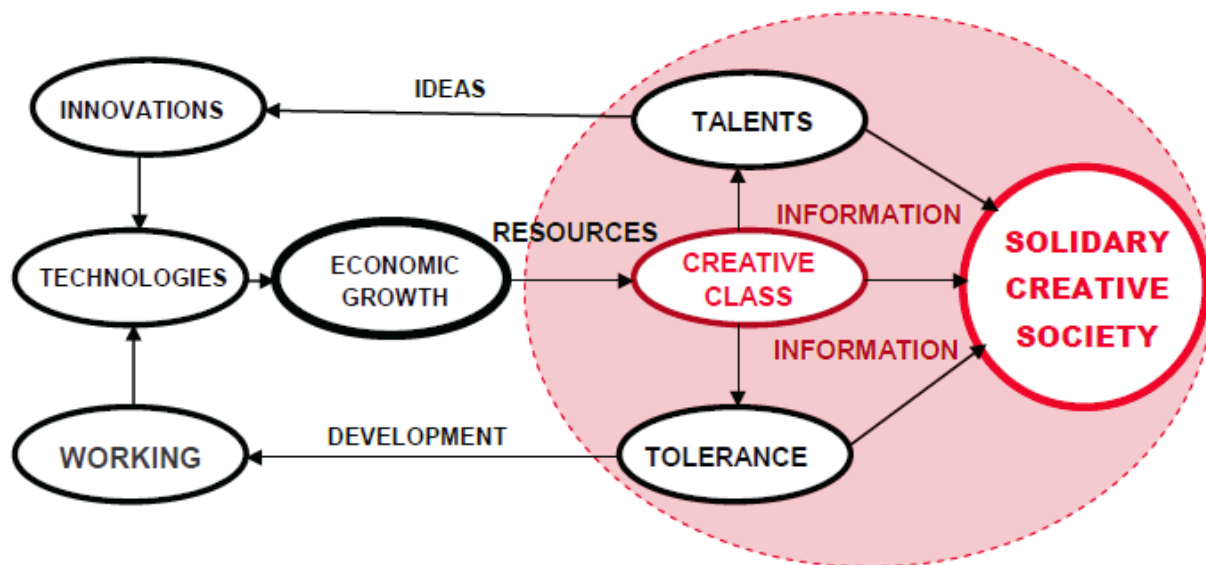 IDEAS
INNOVATIONS
TALENTS
INFORMATION
RESOURCES
SOLIDARY
CREATIVE
SOCIETY
TECHNOLOGIES
ECONOMIC
GROWTH
CREATIVE
CLASS
INFORMATION
DEVELOPMENT
WORKING
TOLERANCE